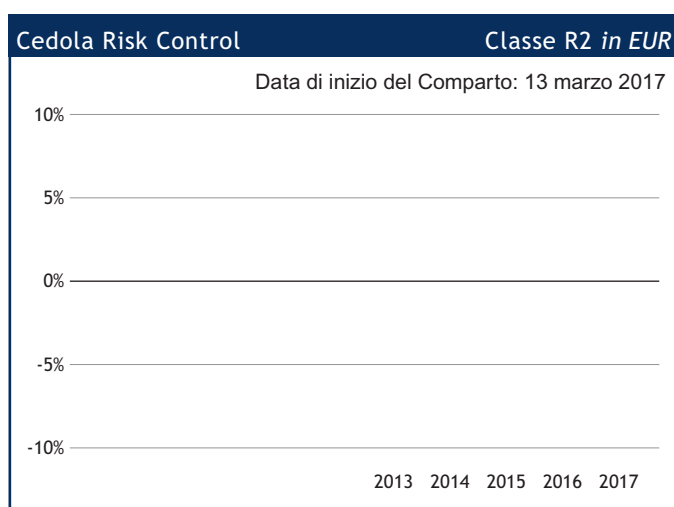 Cedola Risk Control Classe R2 in EUR
Data di inizio del Comparto: 13 marzo 2017
10%
5%
0%
-5%
-10%
2013 2014 2015 2016 2017